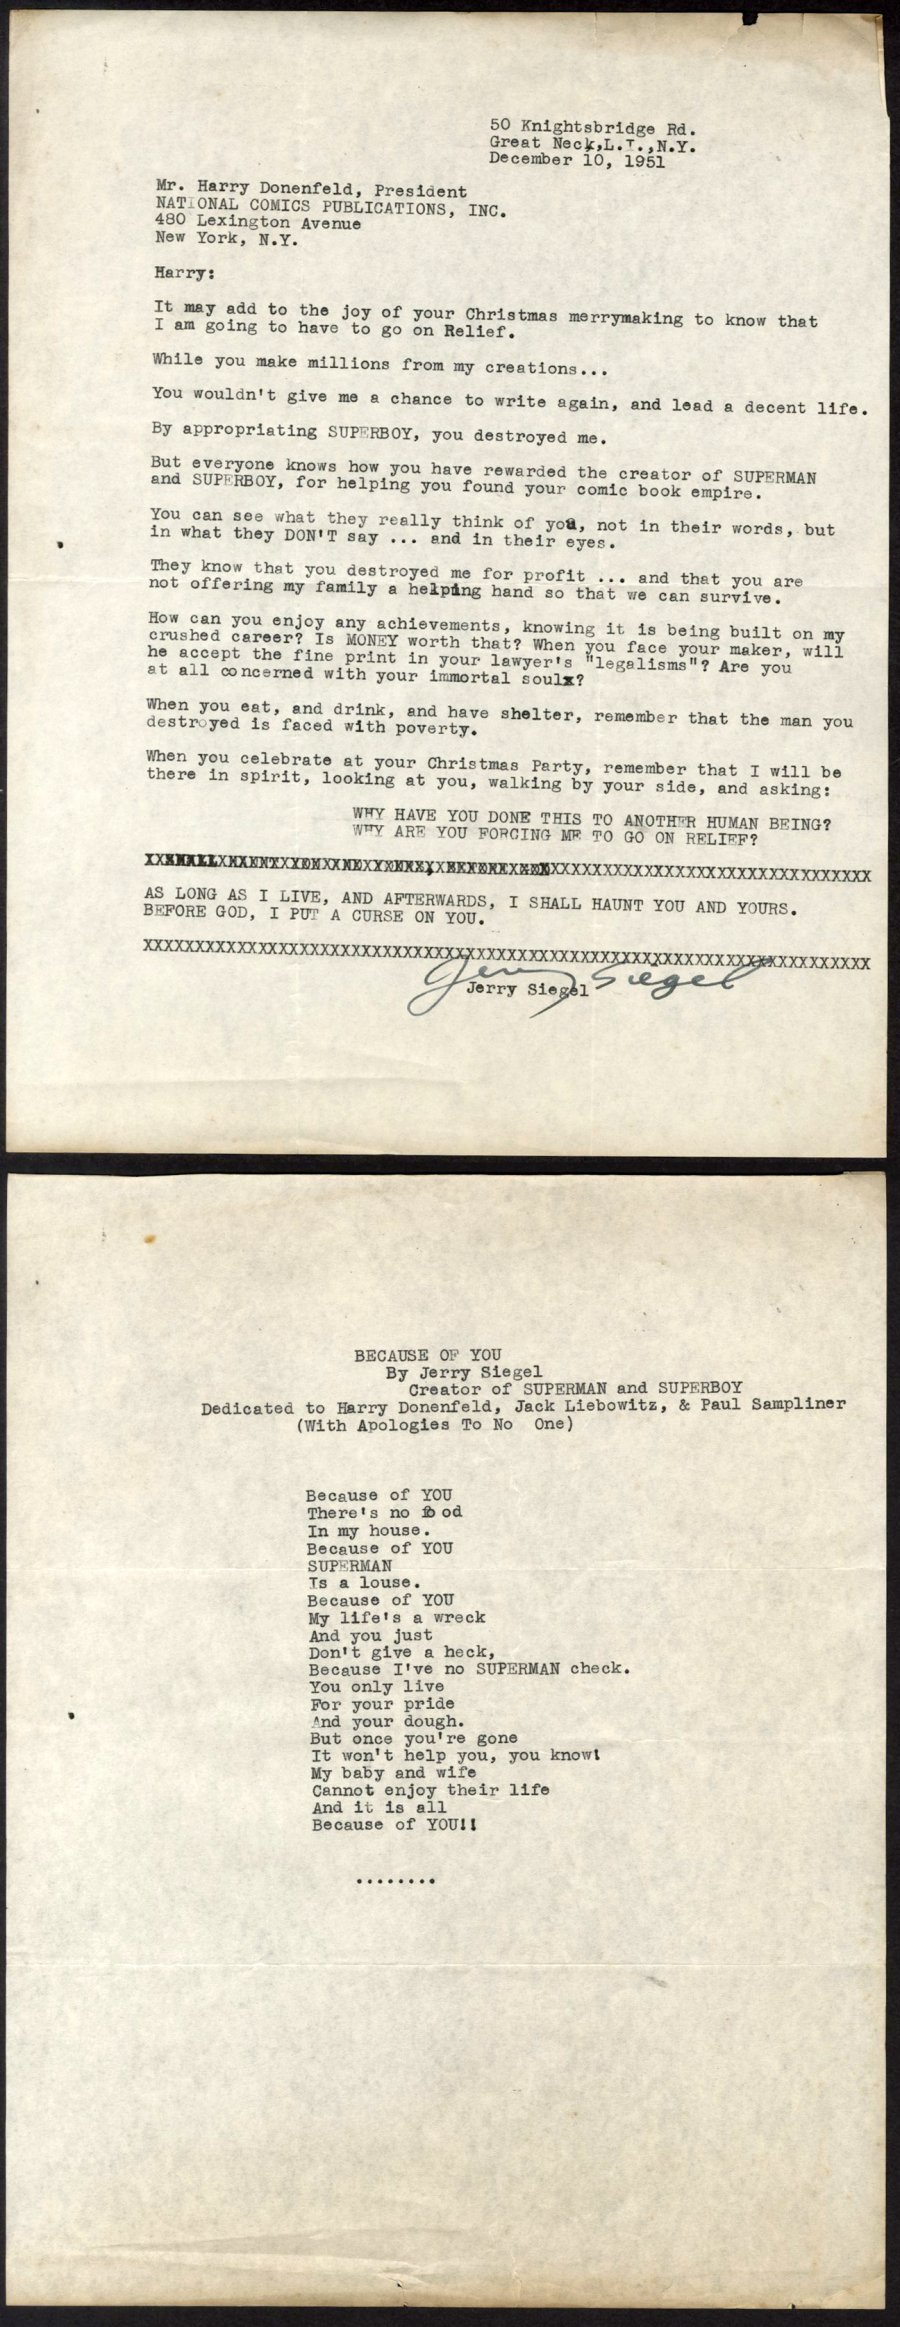 50 Knightsbridge Rd.
Great Neck,L.I.,N.Y.
December 10, 1951
Mr. Harry Donenfeld, President
NATIONAL COMICS PUBLICATIONS, INC.
480 Lexington Avenue
New York, N.Y.
Harry:
It may add to the joy of your Christmas merrymaking to know that
I am going to have to go on Relief.
While you make millions from my creations...
You wouldn't give me a chance to write again, and lead a decent life.
By appropriating SUPERBOY, you destroyed me.
But everyone knows how you have rewarded the creator of SUPERMAN
and SUPERBOY, for helping you found your comic book empire.
You can see what they really think of you, not in their words, but
in what they DON'T say ... and in their eyes.
They know that you destroyed me for profit ... and that you are
not offering my family a helping hand so that we can survive.
How can you enjoy any achievements, knowing it is being built on my
crushed career? Is MONEY worth that? When you face your maker, will
he accept the fine print in your lawyer's "legalisms"? Are you
at all concerned with your immortal soulx?
When you eat, and drink, and have shelter, remember that the man you
destroyed is faced with poverty.
When you celebrate at your Christmas Party, remember that I will be
there in spirit, looking at you, walking by your side, and asking:
WHY HAVE YOU DONE THIS TO ANOTHER HUMAN BEING?
WHY ARE YOU FORCING ME TO GO ON RELIEF?
AS LONG AS I LIVE, AND AFTERWARDS, I SHALL HAUNT YOU AND YOURS.
BEFORE GOD, I PUT A CURSE ON YOU.
XXXXXXXXXXXXXXXXXXXXXXXXXXXXXXXXXXXXXXXXXXXXXXXXXXXXXXXXXXXXXXXXXXXXXX
Jerry Siegel
Jerry Siegel
BECAUSE OF YOU
By Jerry Siegel
Creator of SUPERMAN and SUPERBOY
Dedicated to Harry Donenfeld, Jack Liebowitz, & Paul Sampliner
(With Apologies To No One)
Because of YOU
There's no food
In my house.
Because of YOU
SUPERMAN
Is a louse.
Because of YOU
My life's a wreck
And you just
Don't give a heck,
Because I've no SUPERMAN check.
You only live
For your pride
And your dough.
But once you're gone
It won't help you, you know!
My baby and wife
Cannot enjoy their life
And it is all
Because of YOU!!
........